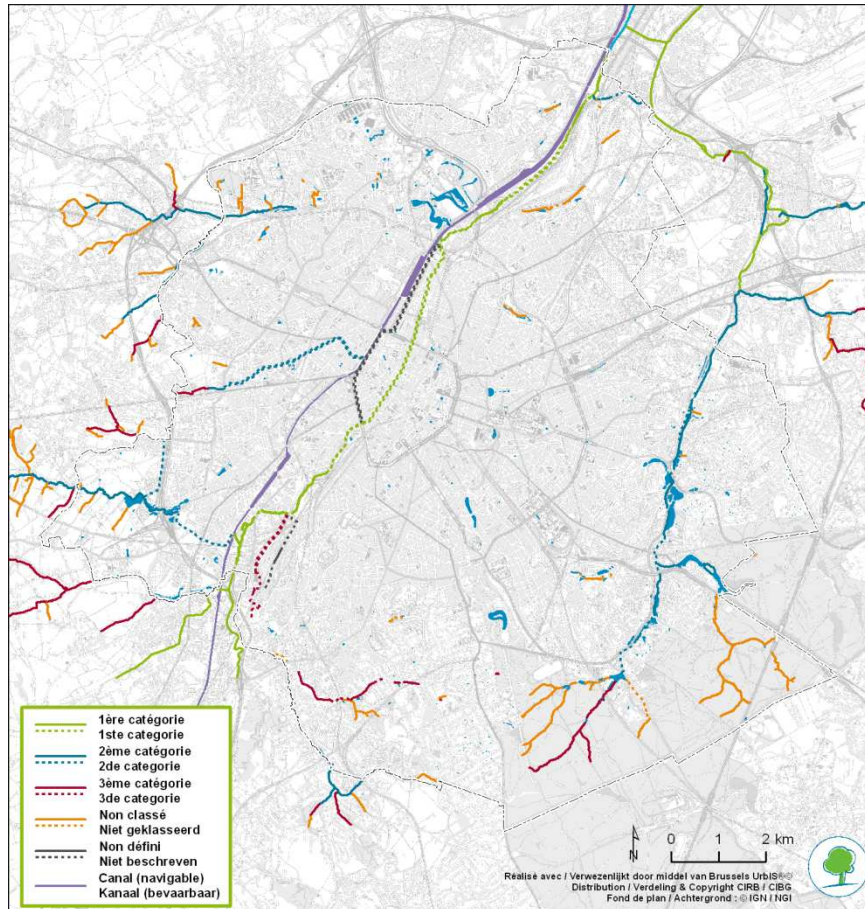 1ère catégorie
1ste categorie
2ème catégorie
2de categorie
3ème catégorie
3de categorie
Non classé
Niet geklasseerd
Non défini
Niet beschreven
Canal (navigable)
Kanaal (bevaarbaar)
N
0 1 2 km
Réalisé avec / Verwezenlijkt door middel van Brussels UrbIS®©
Distribution / Verdeling & Copyright CIRB / CIBG
Fond de plan / Achtergrond : © IGN / NGI